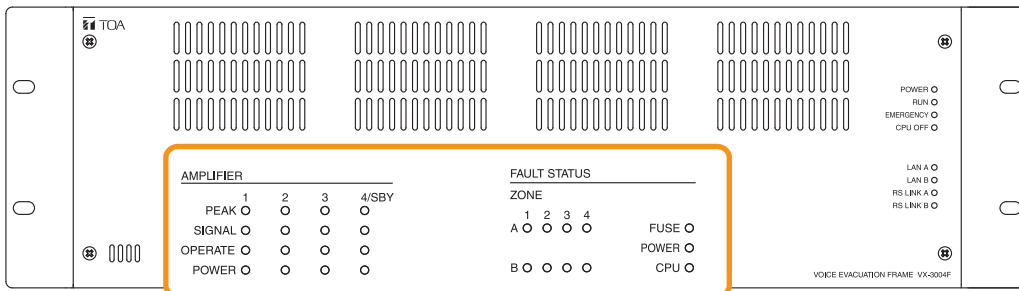 TOA
POWER
RUN
EMERGENCY
CPU OFF
LAN A
LAN B
RS LINK A
RS LINK B
AMPLIFIER
1 2 3 4/SBY
PEAK
SIGNAL
OPERATE
POWER
FAULT STATUS
ZONE
1 2 3 4
A FUSE
POWER
B CPU
VOICE EVACUATION FRAME VX-3004F